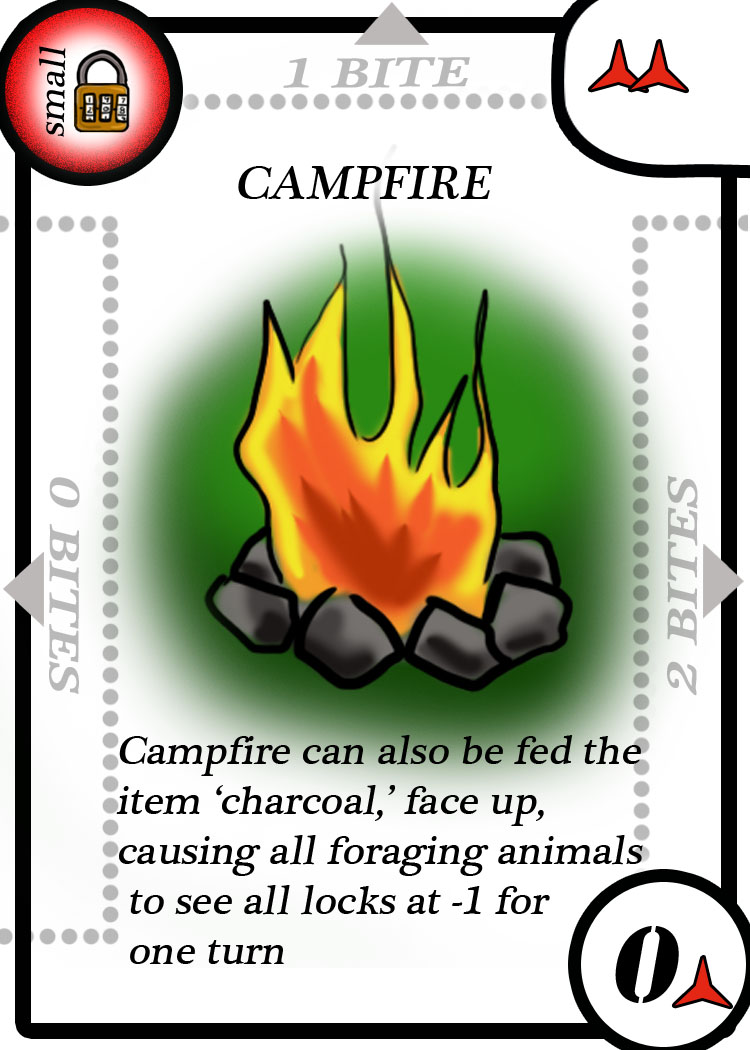 small
1 BITE
CAMPFIRE
0 BITES
2 BITES
Campfire can also be fed the
item ‘charcoal,’ face up,
causing all foraging animals
to see all locks at -1 for
one turn
0